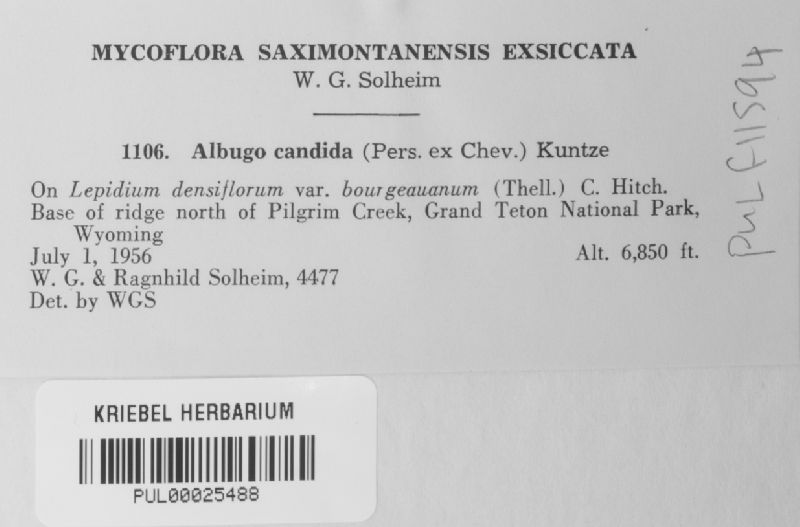 MYCOFLORA SAXIMONTANENSIS EXSICCATA
W. G. Solheim
1106. Albugo candida (Pers. ex Chev.) Kuntze
On Lepidium densiflorum var. bourgeauanum (Thell.) C. Hitch.
Base of ridge north of Pilgrim Creek, Grand Teton National Park,
Wyoming
July 1, 1956 Alt. 6,850 ft.
W. G. & Ragnhild Solheim, 4477
Det. by WGS
PUL F11594
KRIEBEL HERBARIUM
PUL00025488